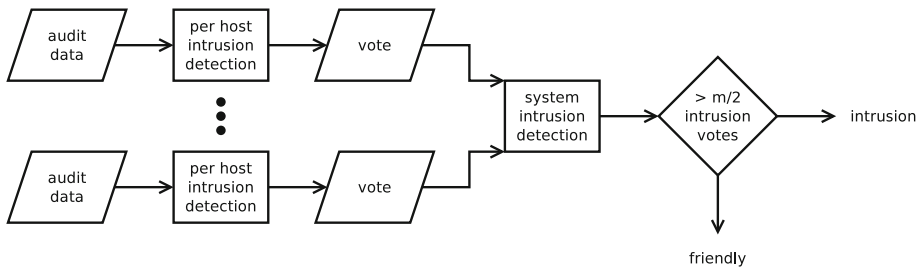 audit
data
per host
intrusion
detection
vote
system
intrusion
detection
> m/2
intrusion
votes
intrusion
audit
data
per host
intrusion
detection
vote
friendly